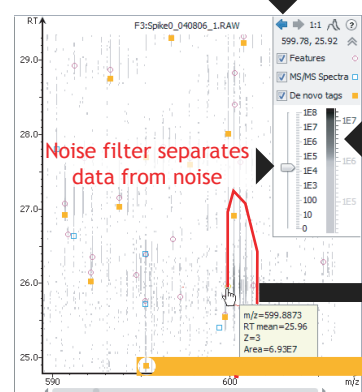 RT
F3:Spike0_040806_1.RAW
1:1
599.78, 25.92
Features
MS/MS Spectra
De novo tags
1E8
1E7
1E6
1E5
1E4
1E3
100
10
0
1E7
1E6
1E5
29.0
28.0
27.0
26.0
25.0
Noise filter separates
data from noise
m/z=599.8873
RT mean=25.96
Z=3
Area=6.93E7
590
600
m/z